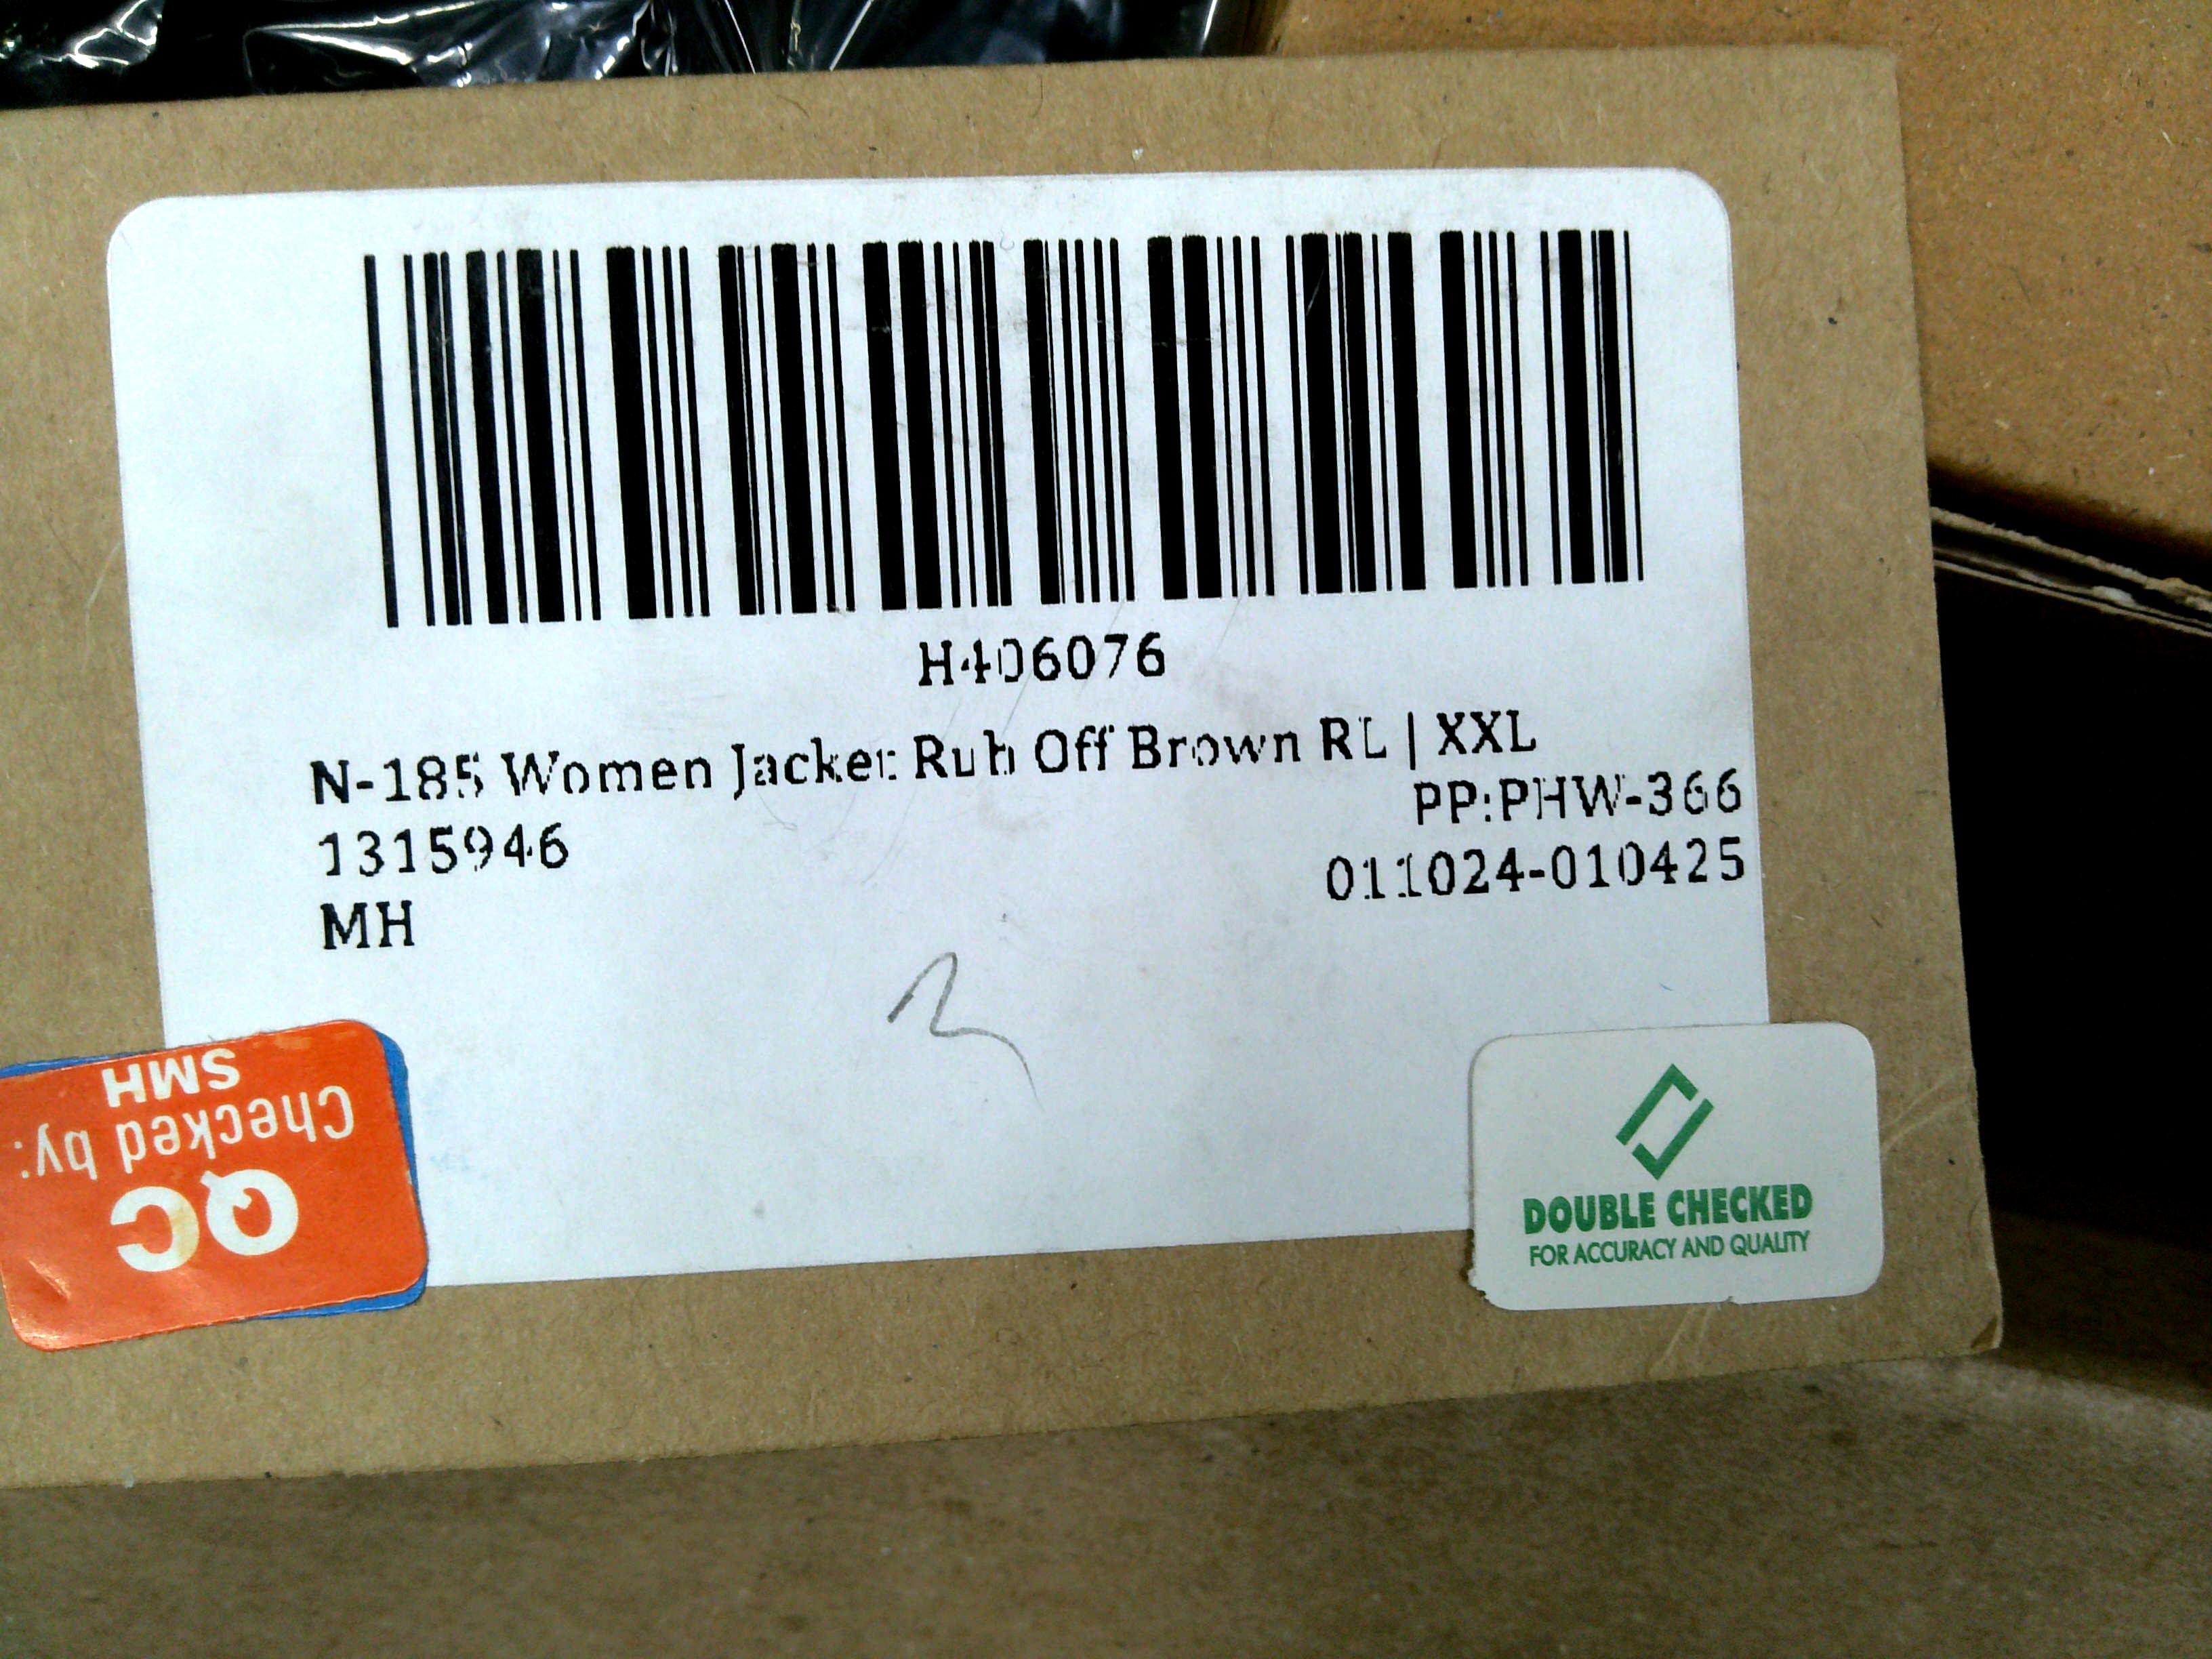 H406076
N-185 Women Jacket Rub Off Brown RL | XXL
PP:PHW-366
1315946
011024-010425
MH
QC
Checked by:
SMH
DOUBLE CHECKED
FOR ACCURACY AND QUALITY